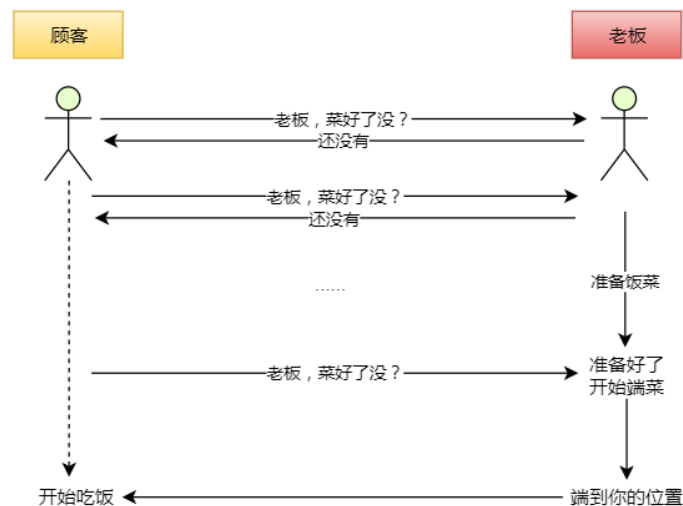 顾客
老板
老板，菜好了没？
还没有
老板，菜好了没？
还没有
准备饭菜
……
老板，菜好了没？
准备好了
开始端菜
开始吃饭
端到你的位置